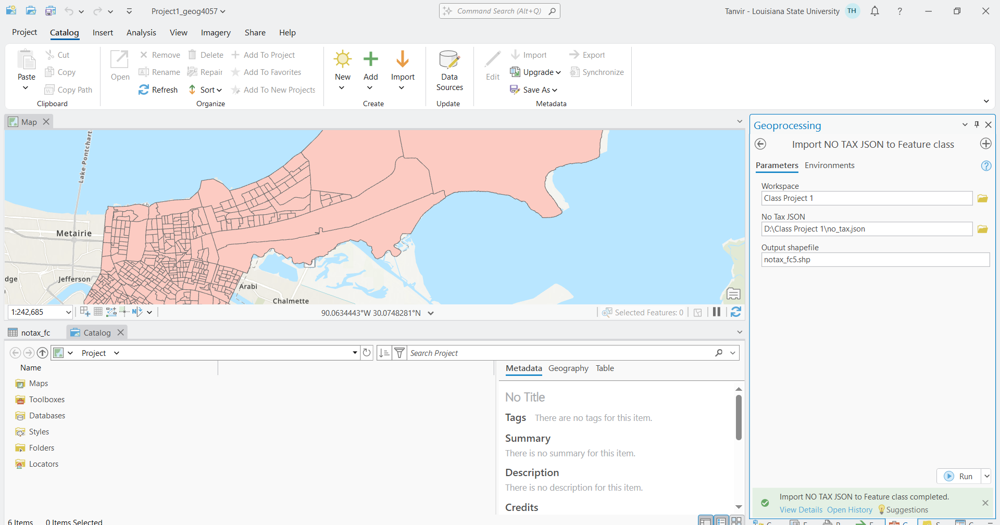 Project1_geog4057
Command Search (Alt+Q)
Tanvir - Louisiana State University
TH
?
Project
Catalog
Insert
Analysis
View
Imagery
Share
Help
Paste
Cut
Copy
Copy Path
Clipboard
Open
Remove
Rename
Refresh
Delete
Repair
Sort
Add To Project
Add To Favorites
Add To New Projects
Organize
New
Add
Import
Create
Data
Sources
Update
Edit
Import
Upgrade
Save As
Export
Synchronize
Metadata
Map
Lake Pontchart
Metairie
Jefferson
dge
Arabi
Chalmette
1:242,685
N
90.0634443°W 30.0748281°N
Selected Features: 0
notax_fc
Catalog
Project
Search Project
Name
Maps
Toolboxes
Databases
Styles
Folders
Locators
Metadata
Geography
Table
No Title
Tags There are no tags for this item.
Summary
There is no summary for this item.
Description
There is no description for this item.
Credits
6 Items
0 Items Selected
Geoprocessing
Import NO TAX JSON to Feature class
Parameters
Environments
?
Workspace
Class Project 1
No Tax JSON
D:\Class Project 1\no_tax.json
Output shapefile
notax_fc5.shp
Run
Import NO TAX JSON to Feature class completed.
View Details
Open History
Suggestions